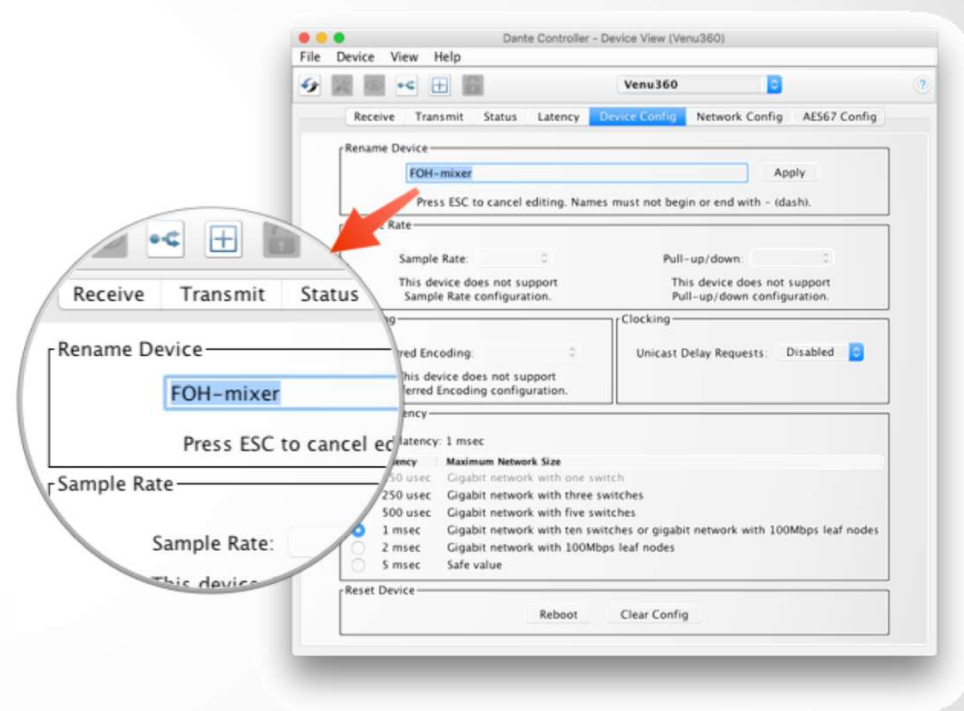 Dante Controller - Device View (Venu360)
File Device View Help
Venu360
?
Receive Transmit Status Latency Device Config Network Config AES67 Config
Rename Device
FOH-mixer
Apply
Press ESC to cancel editing. Names must not begin or end with - (dash).
Rate
Sample Rate:
Pull-up/down:
This device does not support
Sample Rate configuration.
This device does not support
Pull-up/down configuration.
Clocking
Encoding:
Unicast Delay Requests: Disabled
This device does not support
Encoding configuration.
latency: 1 msec
Maximum Network Size
Gigabit network with one switch
250 usec Gigabit network with three switches
500 usec Gigabit network with five switches
1 msec Gigabit network with ten switches or gigabit network with 100Mbps leaf nodes
2 msec Gigabit network with 100Mbps leaf nodes
5 msec Safe value
Reset Device
Reboot Clear Config
Receive Transmit Status
Rename Device
FOH-mixer
Press ESC to cancel ed
Sample Rate
Sample Rate:
This device